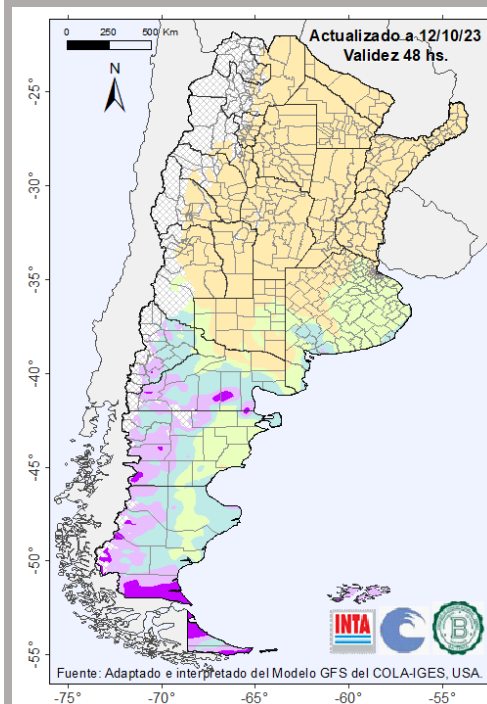 0 250 500 Km
Actualizado a 12/10/23
Validez 48 hs.
N
-25°
-30°
-35°
-40°
-45°
-50°
-55°
INTA
B
Fuente: Adaptado e interpretado del Modelo GFS del COLA-IGES, USA.
-75 -70 -65 -60 -55